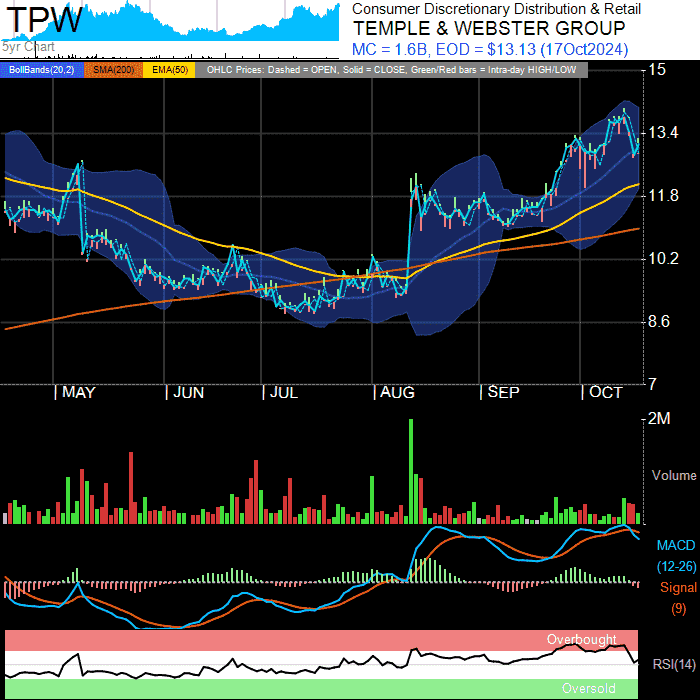 TPW
Consumer Discretionary Distribution & Retail
TEMPLE & WEBSTER GROUP
MC = 1.6B, EOD = $13.13 (17Oct2024)
5yr Chart
BollBands(20,2) SMA(200) EMA(50) OHLC Prices: Dashed = OPEN, Solid = CLOSE, Green/Red bars = Intra-day HIGH/LOW
15
13.4
11.8
10.2
8.6
7
MAY JUN JUL AUG SEP OCT
2M
Volume
MACD
(12-26)
Signal
(9)
Overbought
RSI(14)
Oversold